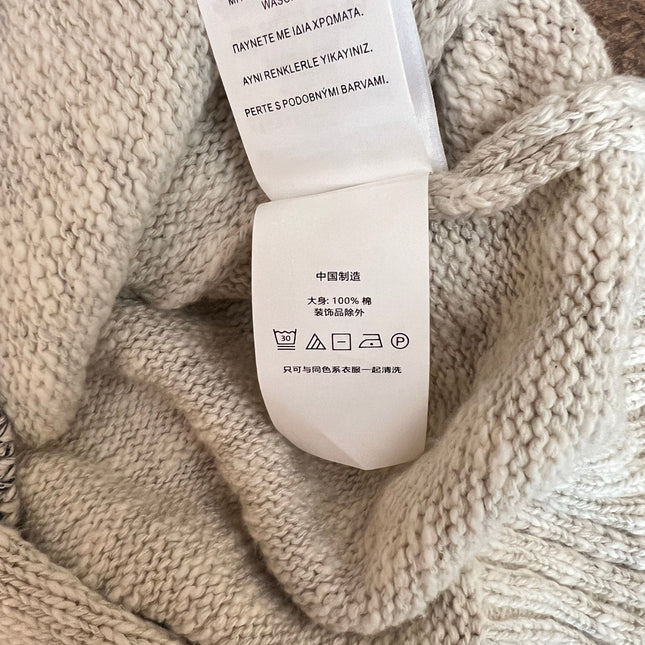 WASH
ΠΛΥΝΕΤΕ ΜΕ ΙΔΙΑ ΧΡΩΜΑΤΑ.
AYNI RENKLERLE YIKAYINIZ.
PERTE S PODOBNÝMI BARVAMI.
中国制造
大身: 100% 棉
装饰品除外
30 P
只可与同色系衣服一起清洗